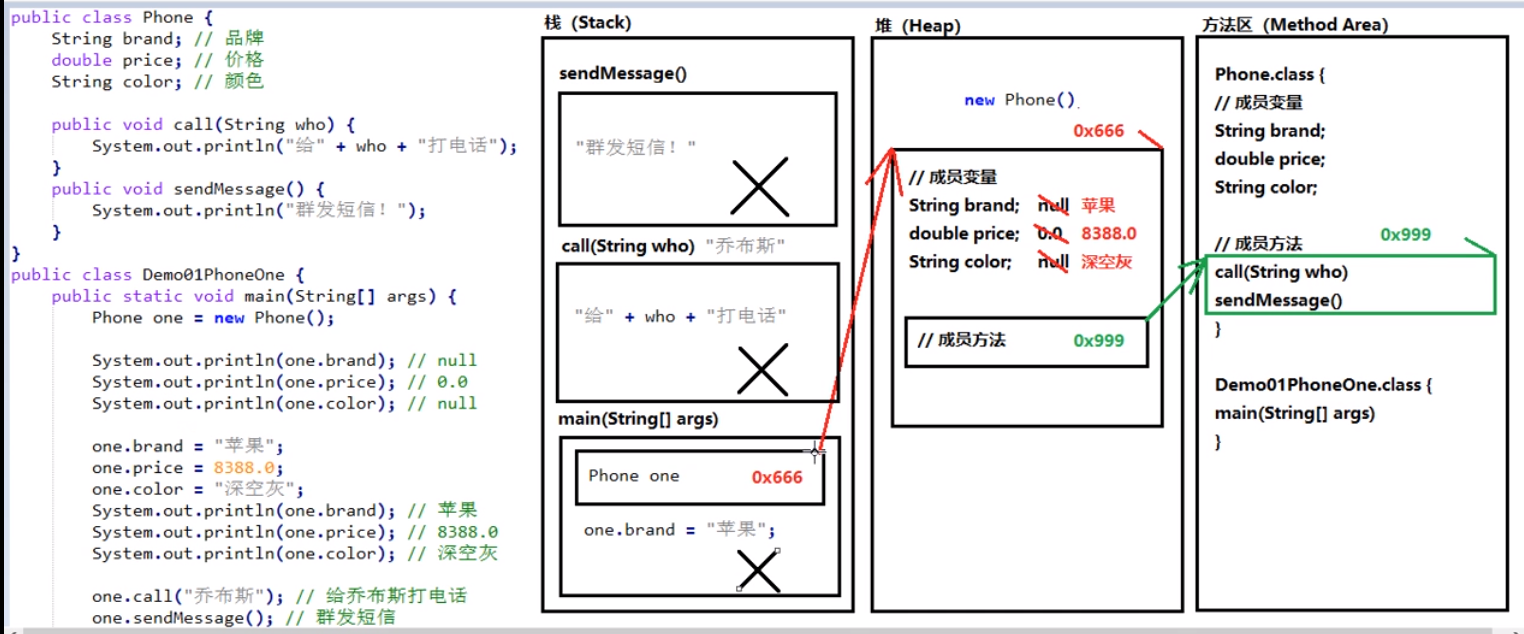 public class Phone {
String brand; // 品牌
double price; // 价格
String color; // 颜色
public void call(String who) {
System.out.println("给" + who + "打电话");
}
public void sendMessage() {
System.out.println("群发短信！");
}
}
public class Demo01PhoneOne {
public static void main(String[] args) {
Phone one = new Phone();
System.out.println(one.brand); // null
System.out.println(one.price); // 0.0
System.out.println(one.color); // null
one.brand = "苹果";
one.price = 8388.0;
one.color = "深空灰";
System.out.println(one.brand); // 苹果
System.out.println(one.price); // 8388.0
System.out.println(one.color); // 深空灰
one.call("乔布斯"); // 给乔布斯打电话
one.sendMessage(); // 群发短信
栈（Stack）
sendMessage()
"群发短信！"
call(String who) "乔布斯"
"给" + who + "打电话"
main(String[] args)
Phone one 0x666
one.brand = "苹果";
堆（Heap）
new Phone()
0x666
// 成员变量
String brand; null 苹果
double price; 0.0 8388.0
String color; null 深空灰
// 成员方法 0x999
方法区（Method Area）
Phone.class {
// 成员变量
String brand;
double price;
String color;
// 成员方法 0x999
call(String who)
sendMessage()
}
Demo01PhoneOne.class {
main(String[] args)
}